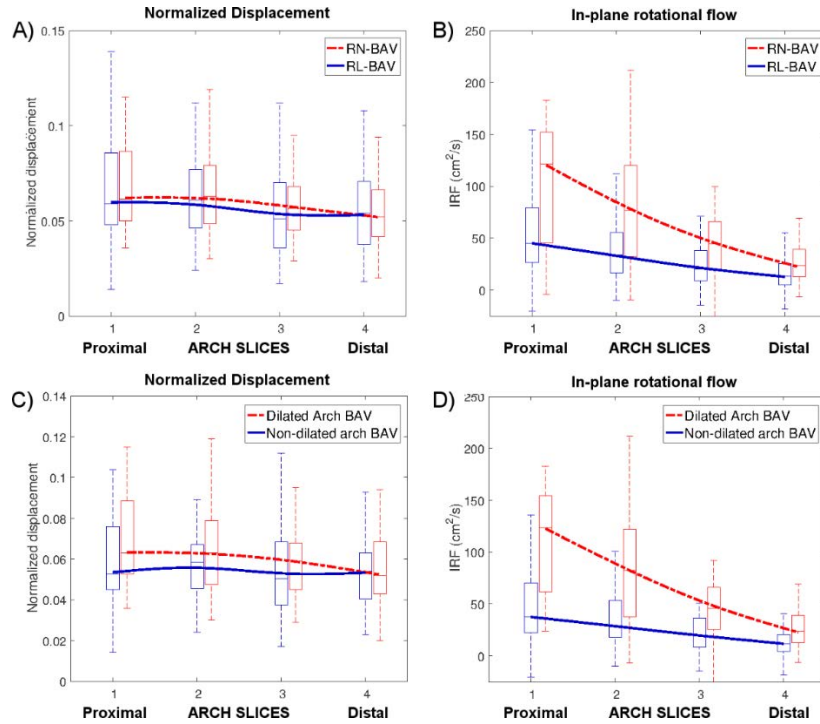 A)
Normalized Displacement
RN-BAV
RL-BAV
Normalized displacement
0.15
0.1
0.05
0
1 2 3 4
Proximal ARCH SLICES Distal
B)
In-plane rotational flow
RN-BAV
RL-BAV
IRF (cm²/s)
250
200
150
100
50
0
1 2 3 4
Proximal ARCH SLICES Distal
C)
Normalized Displacement
Dilated Arch BAV
Non-dilated arch BAV
Normalized displacement
0.14
0.12
0.1
0.08
0.06
0.04
0.02
0
1 2 3 4
Proximal ARCH SLICES Distal
D)
In-plane rotational flow
Dilated Arch BAV
Non-dilated arch BAV
IRF (cm²/s)
250
200
150
100
50
0
1 2 3 4
Proximal ARCH SLICES Distal